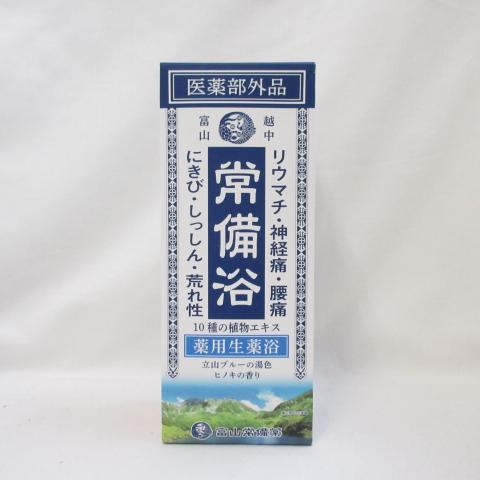 医薬部外品
越中
富山
リウマチ・神経痛・腰痛
常備浴
にきび・しっしん・荒れ性
10種の植物エキス
薬用生薬浴
立山ブルーの湯色
ヒノキの香り
富山常備薬